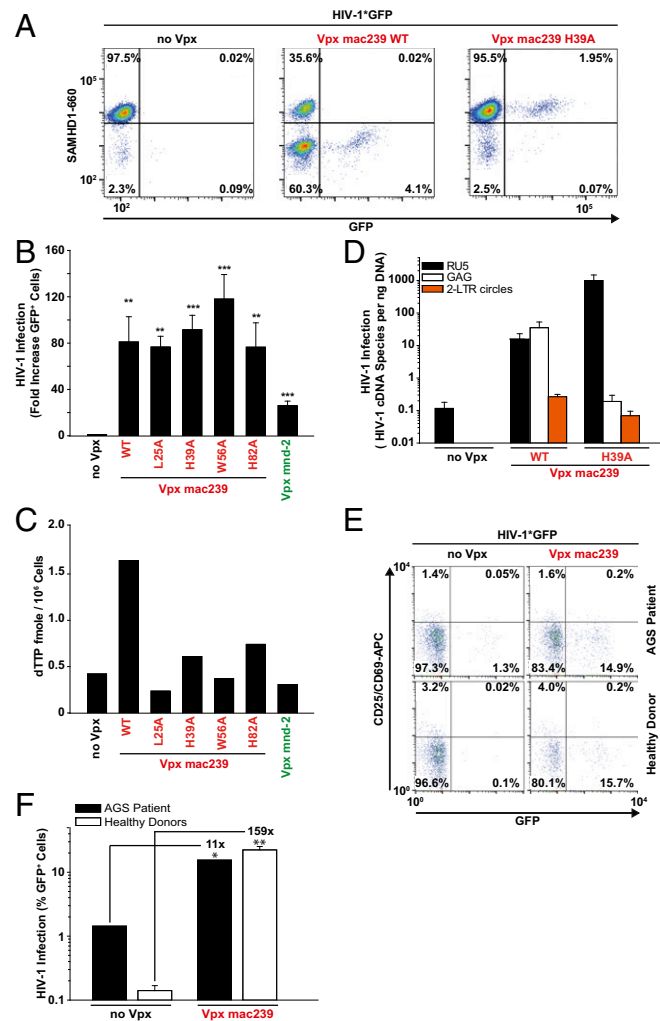 A
HIV-1*GFP
no Vpx
Vpx mac239 WT
Vpx mac239 H39A
97.5%
0.02%
35.6%
0.02%
95.5%
1.95%
10⁵
SAMHD1-660
10²
2.3%
0.09%
60.3%
4.1%
2.5%
0.07%
10²
10⁵
GFP
B
HIV-1 Infection
(Fold Increase GFP⁺ Cells)
160
120
80
40
0
**
**
***
***
**
***
no Vpx
WT
L25A
H39A
W56A
H82A
Vpx mnd-2
Vpx mac239
D
RU5
GAG
2-LTR circles
HIV-1 Infection
( HIV-1 cDNA Species per ng DNA)
1000
100
10
1
0.1
0.01
no Vpx
WT
H39A
Vpx mac239
C
dTTP fmole / 10⁶ Cells
2.0
1.5
1.0
0.5
0
no Vpx
WT
L25A
H39A
W56A
H82A
Vpx mnd-2
Vpx mac239
E
HIV-1*GFP
no Vpx
Vpx mac239
10⁴
1.4%
0.05%
1.6%
0.2%
AGS Patient
97.3%
1.3%
83.4%
14.9%
CD25/CD69-APC
3.2%
0.02%
4.0%
0.2%
Healthy Donor
96.6%
0.1%
80.1%
15.7%
10⁰
10⁰
10⁴
GFP
F
AGS Patient
Healthy Donors
HIV-1 Infection (% GFP⁺ Cells)
10
1
0.1
11x
*
159x
**
no Vpx
Vpx mac239